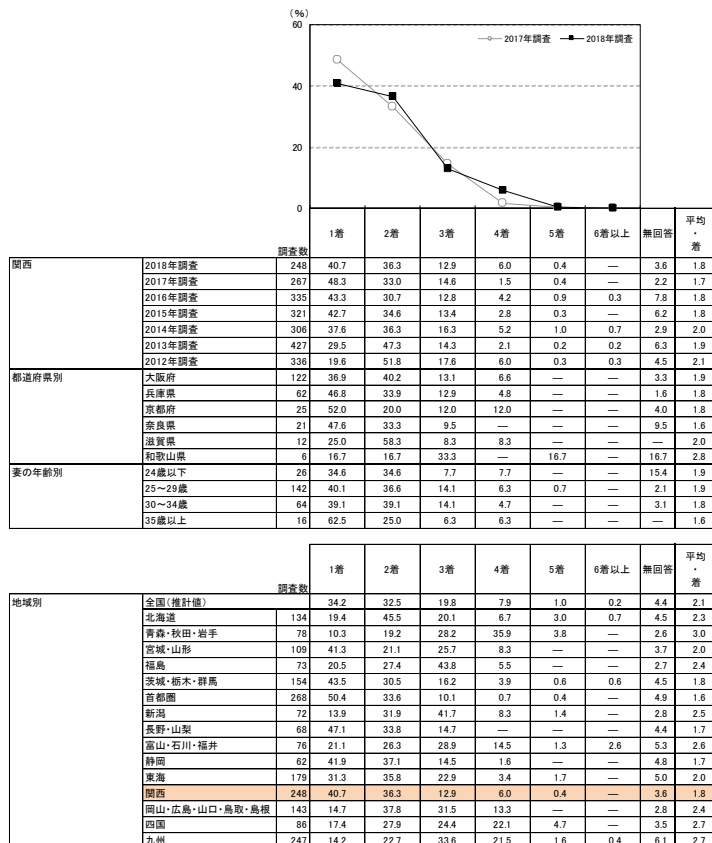 (%)
60
40
20
0
2017年調査 2018年調査
調査数 1着 2着 3着 4着 5着 6着以上 無回答 平均・着
関西 2018年調査 248 40.7 36.3 12.9 6.0 0.4 — 3.6 1.8
2017年調査 267 48.3 33.0 14.6 1.5 0.4 — 2.2 1.7
2016年調査 335 43.3 30.7 12.8 4.2 0.9 0.3 7.8 1.8
2015年調査 321 42.7 34.6 13.4 2.8 0.3 — 6.2 1.8
2014年調査 306 37.6 36.3 16.3 5.2 1.0 0.7 2.9 2.0
2013年調査 427 29.5 47.3 14.3 2.1 0.2 0.2 6.3 1.9
2012年調査 336 19.6 51.8 17.6 6.0 0.3 0.3 4.5 2.1
都道府県別 大阪府 122 36.9 40.2 13.1 6.6 — — 3.3 1.9
兵庫県 62 46.8 33.9 12.9 4.8 — — 1.6 1.8
京都府 25 52.0 20.0 12.0 12.0 — — 4.0 1.8
奈良県 21 47.6 33.3 9.5 — — — 9.5 1.6
滋賀県 12 25.0 58.3 8.3 8.3 — — — 2.0
和歌山県 6 16.7 16.7 33.3 — 16.7 — 16.7 2.8
妻の年齢別 24歳以下 26 34.6 34.6 7.7 7.7 — — 15.4 1.9
25～29歳 142 40.1 36.6 14.1 6.3 0.7 — 2.1 1.9
30～34歳 64 39.1 39.1 14.1 4.7 — — 3.1 1.8
35歳以上 16 62.5 25.0 6.3 6.3 — — — 1.6
調査数 1着 2着 3着 4着 5着 6着以上 無回答 平均・着
地域別 全国(推計値) 34.2 32.5 19.8 7.9 1.0 0.2 4.4 2.1
北海道 134 19.4 45.5 20.1 6.7 3.0 0.7 4.5 2.3
青森・秋田・岩手 78 10.3 19.2 28.2 35.9 3.8 — 2.6 3.0
宮城・山形 109 41.3 21.1 25.7 8.3 — — 3.7 2.0
福島 73 20.5 27.4 43.8 5.5 — — 2.7 2.4
茨城・栃木・群馬 154 43.5 30.5 16.2 3.9 0.6 0.6 4.5 1.8
首都圏 268 50.4 33.6 10.1 0.7 0.4 — 4.9 1.6
新潟 72 13.9 31.9 41.7 8.3 1.4 — 2.8 2.5
長野・山梨 68 47.1 33.8 14.7 — — — 4.4 1.7
富山・石川・福井 76 21.1 26.3 28.9 14.5 1.3 2.6 5.3 2.6
静岡 62 41.9 37.1 14.5 1.6 — — 4.8 1.7
東海 179 31.3 35.8 22.9 3.4 1.7 — 5.0 2.0
関西 248 40.7 36.3 12.9 6.0 0.4 — 3.6 1.8
岡山・広島・山口・鳥取・島根 143 14.7 37.8 31.5 13.3 — — 2.8 2.4
四国 86 17.4 27.9 24.4 22.1 4.7 — 3.5 2.7
九州 247 14.2 22.7 33.6 21.5 1.6 0.4 6.1 2.7